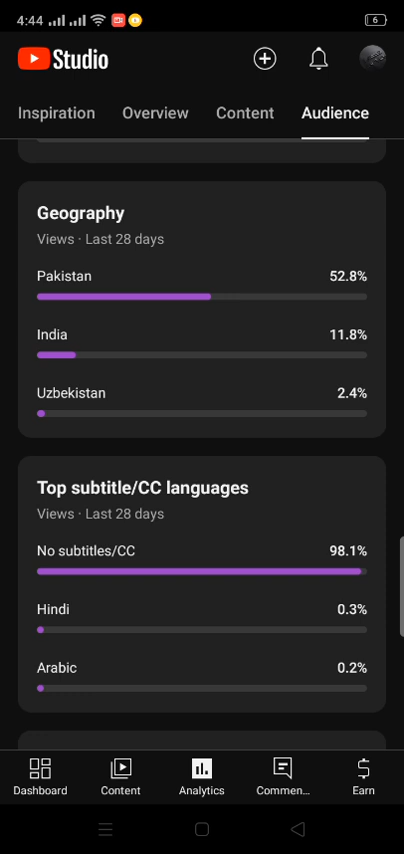 4:44
6
Studio
Inspiration Overview Content Audience
Geography
Views · Last 28 days
Pakistan 52.8%
India 11.8%
Uzbekistan 2.4%
Top subtitle/CC languages
Views · Last 28 days
No subtitles/CC 98.1%
Hindi 0.3%
Arabic 0.2%
Dashboard Content Analytics Commen... Earn